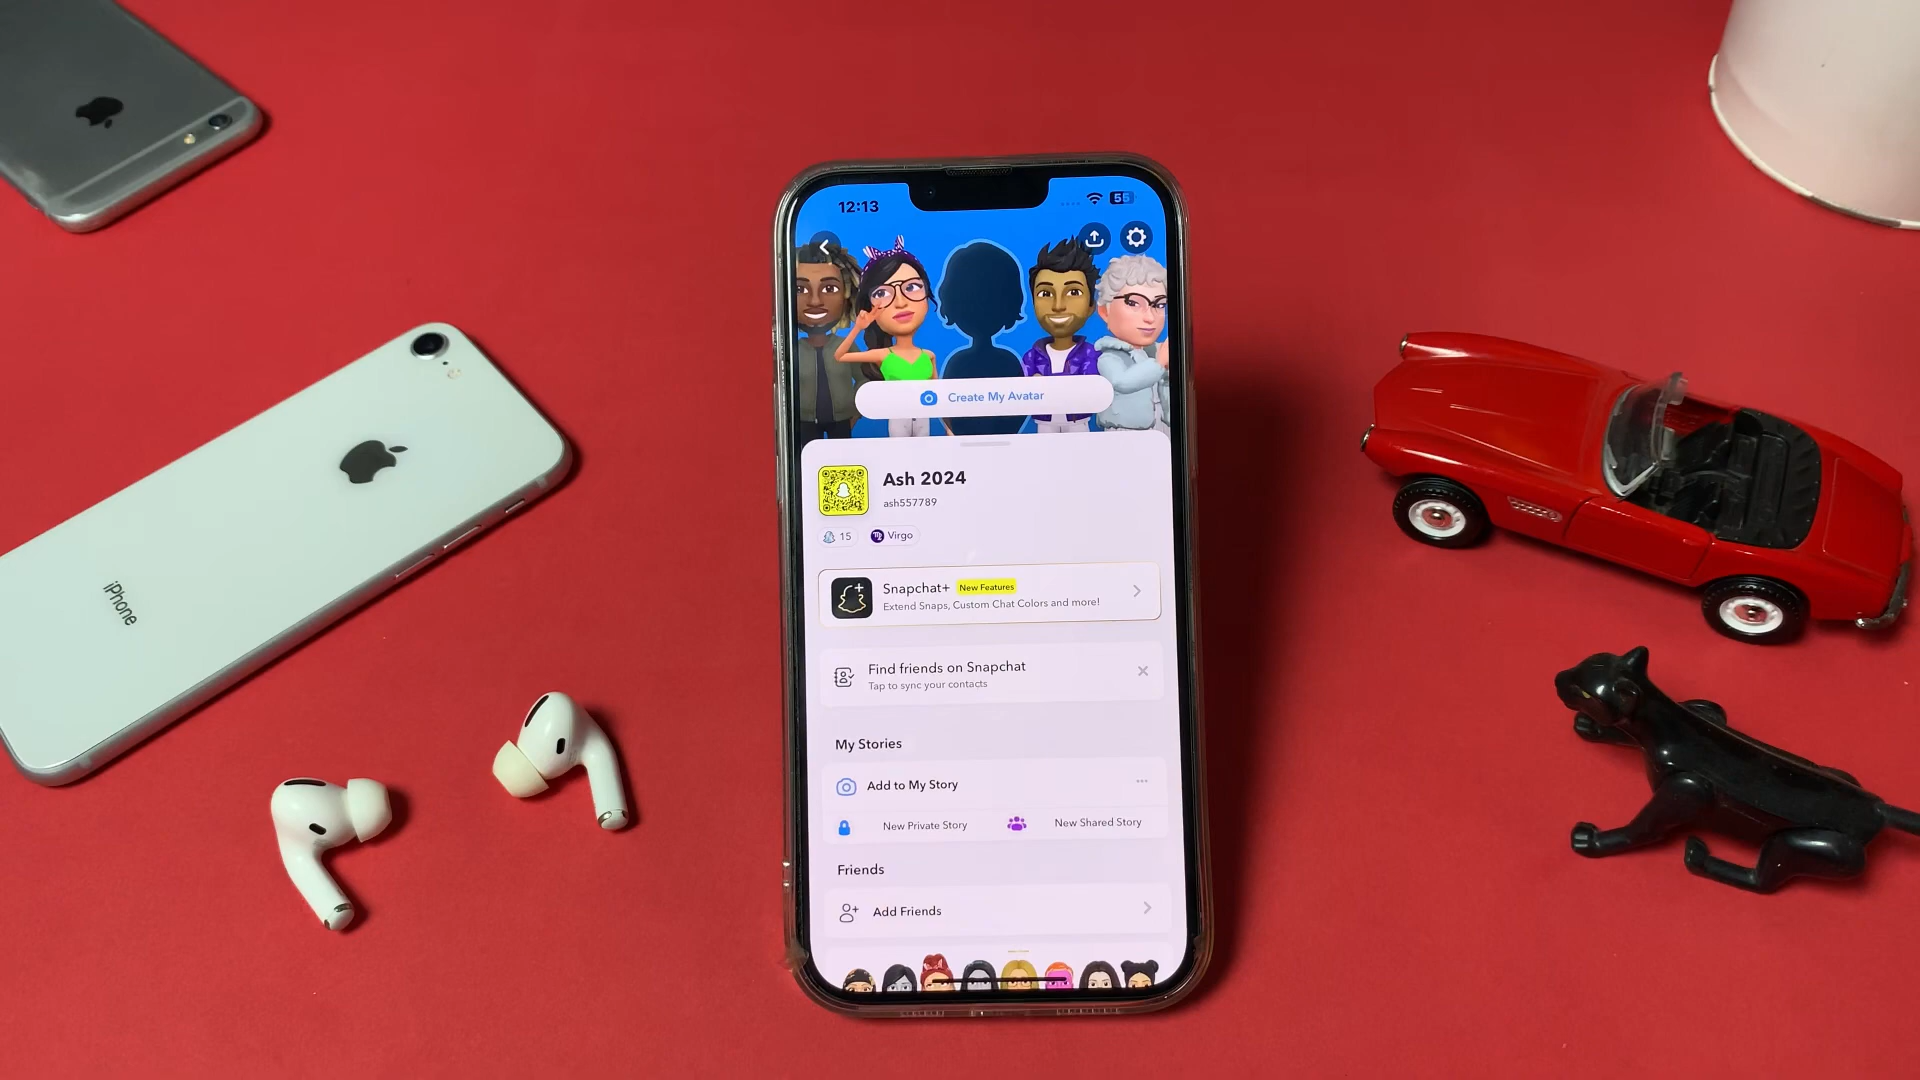 12:13
55
Create My Avatar
Ash 2024
ash557789
15
Virgo
Snapchat+ New Features
Extend Snaps, Custom Chat Colors and more!
Find friends on Snapchat
Tap to sync your contacts
My Stories
Add to My Story
New Private Story
New Shared Story
Friends
Add Friends
iPhone